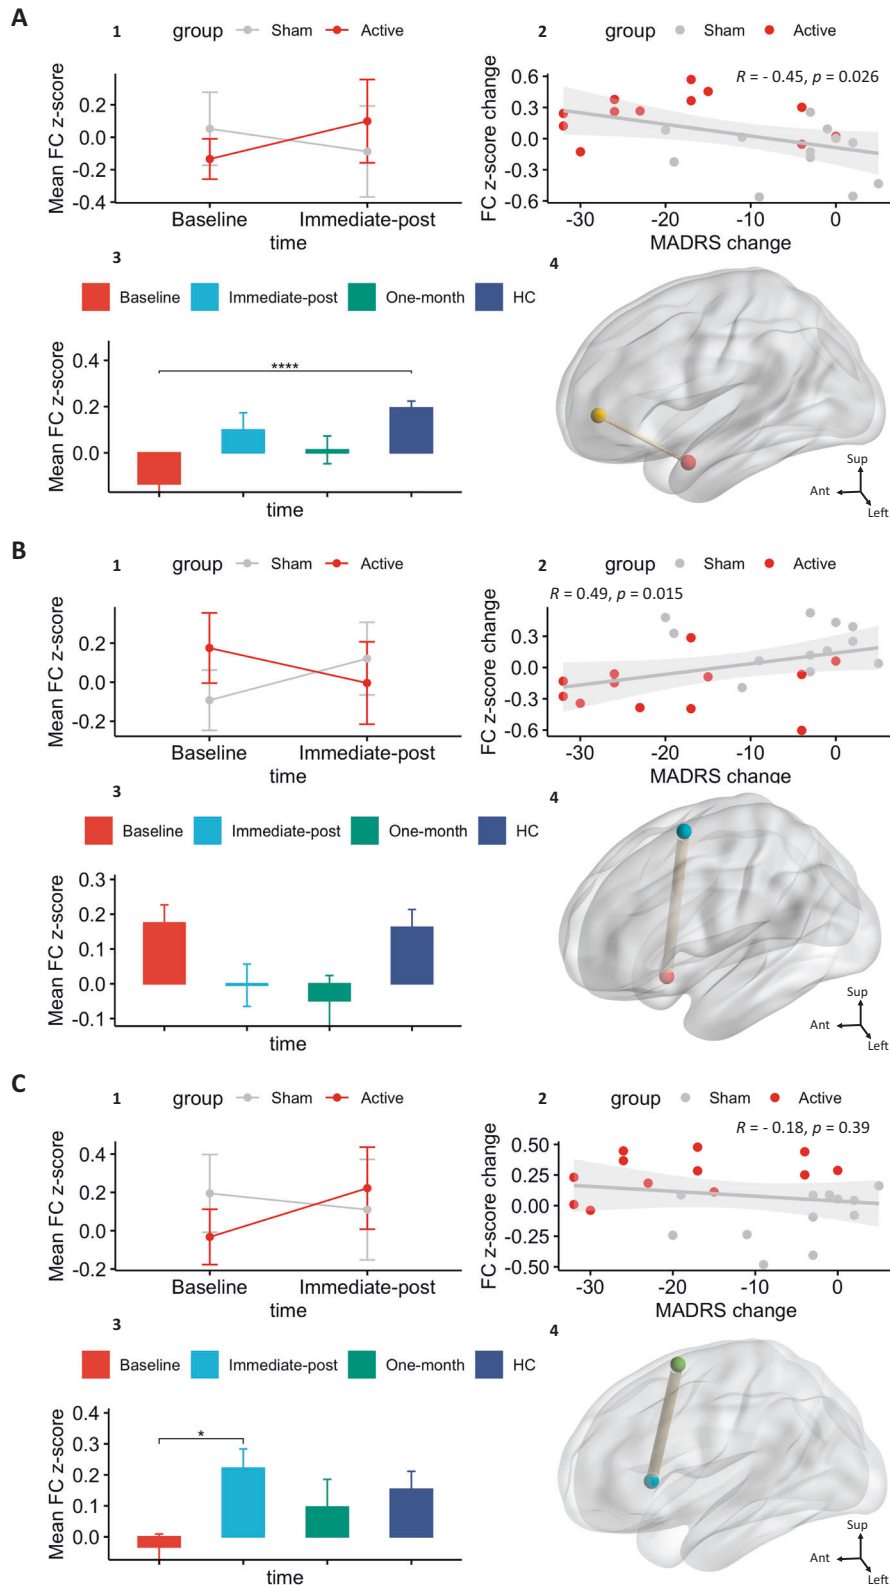 A
1 group Sham Active
Mean FC z-score
0.2
0.0
-0.2
-0.4
Baseline Immediate-post
time
2 group Sham Active
R = - 0.45, p = 0.026
FC z-score change
0.6
0.3
0.0
-0.3
-0.6
-30 -20 -10 0
MADRS change
3
Baseline Immediate-post One-month HC
Mean FC z-score
0.4
0.2
0.0
****
time
4
Sup
Ant
Left
B
1 group Sham Active
Mean FC z-score
0.2
0.0
-0.2
Baseline Immediate-post
time
2 group Sham Active
R = 0.49, p = 0.015
FC z-score change
0.3
0.0
-0.3
-0.6
-30 -20 -10 0
MADRS change
3
Baseline Immediate-post One-month HC
Mean FC z-score
0.3
0.2
0.1
0.0
-0.1
time
4
Sup
Ant
Left
C
1 group Sham Active
Mean FC z-score
0.4
0.2
0.0
-0.2
Baseline Immediate-post
time
2 group Sham Active
R = - 0.18, p = 0.39
FC z-score change
0.50
0.25
0.00
-0.25
-0.50
-30 -20 -10 0
MADRS change
3
Baseline Immediate-post One-month HC
Mean FC z-score
0.4
0.3
0.2
0.1
0.0
*
time
4
Sup
Ant
Left